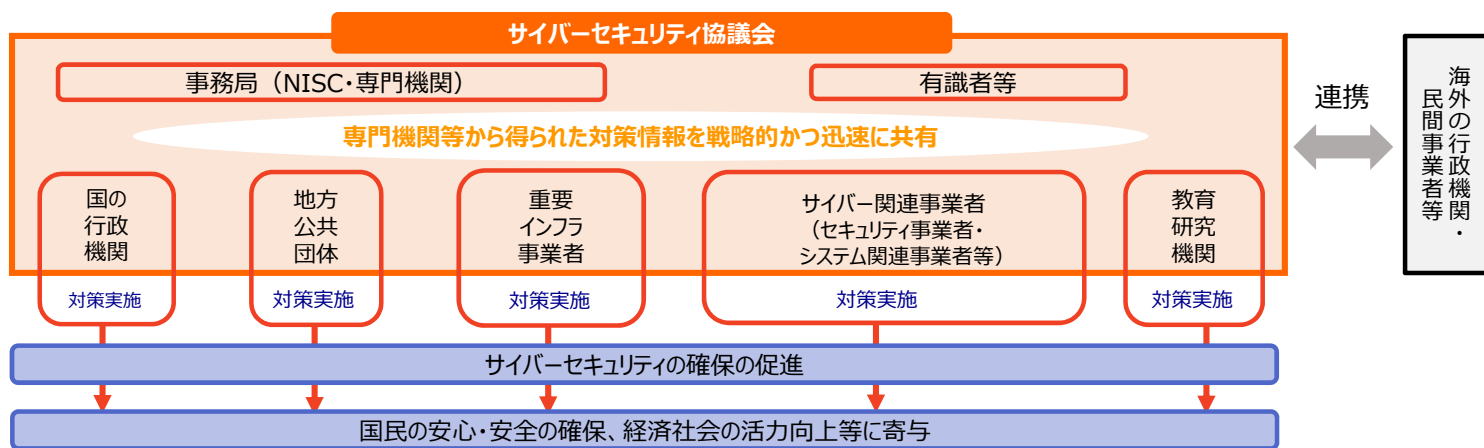 サイバーセキュリティ協議会
事務局（NISC・専門機関）
有識者等
専門機関等から得られた対策情報を戦略的かつ迅速に共有
国の
行政
機関
対策実施
地方
公共
団体
対策実施
重要
インフラ
事業者
対策実施
サイバー関連事業者
（セキュリティ事業者・
システム関連事業者等）
対策実施
教育
研究
機関
対策実施
連携
海外の行政機関・
民間事業者等
サイバーセキュリティの確保の促進
国民の安心・安全の確保、経済社会の活力向上等に寄与